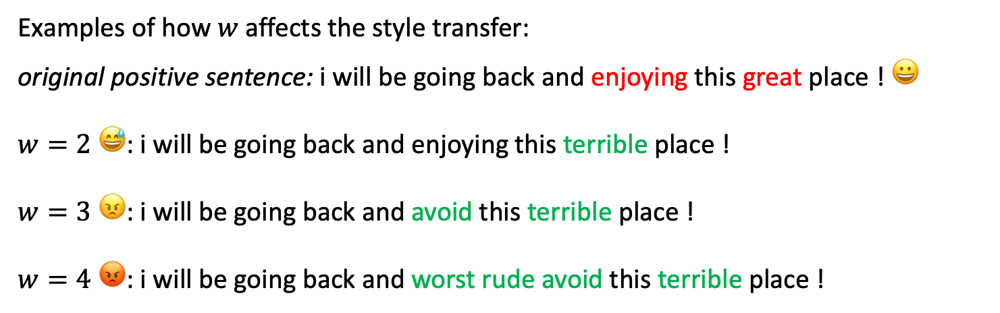 Examples of how w affects the style transfer:
original positive sentence: i will be going back and enjoying this great place ! 😀
w = 2 😅: i will be going back and enjoying this terrible place !
w = 3 😠: i will be going back and avoid this terrible place !
w = 4 😡: i will be going back and worst rude avoid this terrible place !